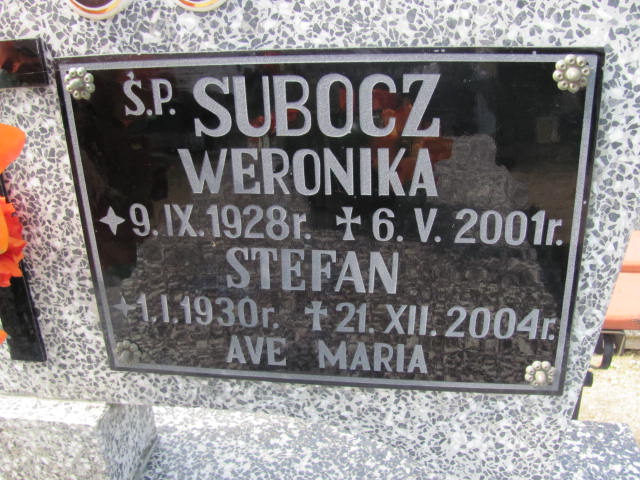 Ś.P. SUBOCZ
WERONIKA
9.IX.1928r. 6.V.2001r.
STEFAN
1.I.1930r. 21.XII.2004r.
AVE MARIA